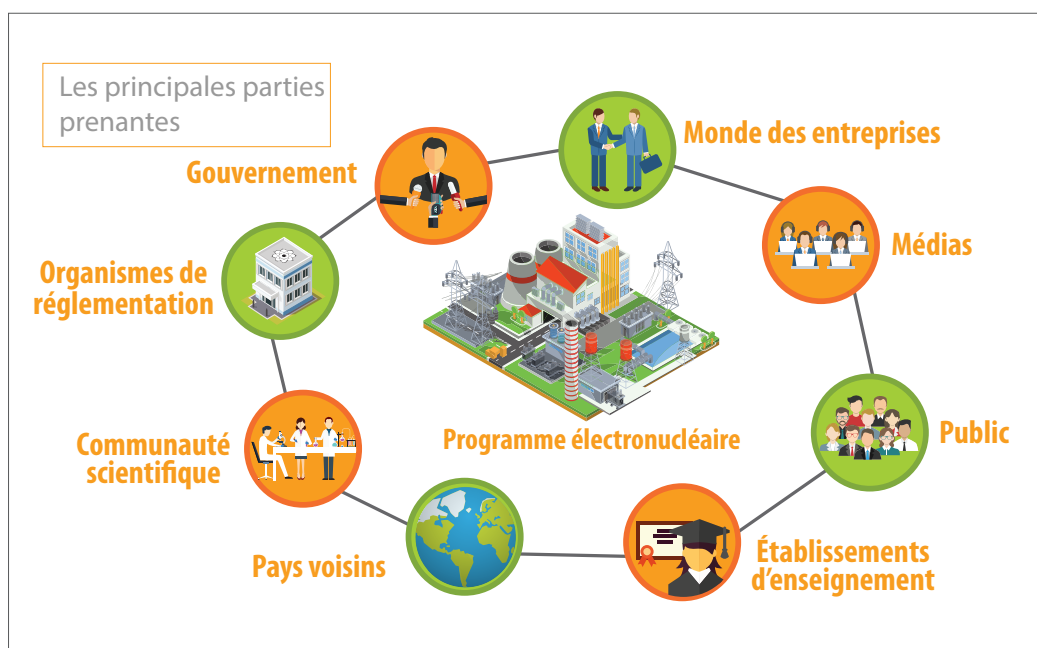 Les principales parties
prenantes
Gouvernement
Monde des entreprises
Médias
Organismes de
réglementation
Communauté
scientifique
Programme électronucléaire
Public
Pays voisins
Établissements
d'enseignement